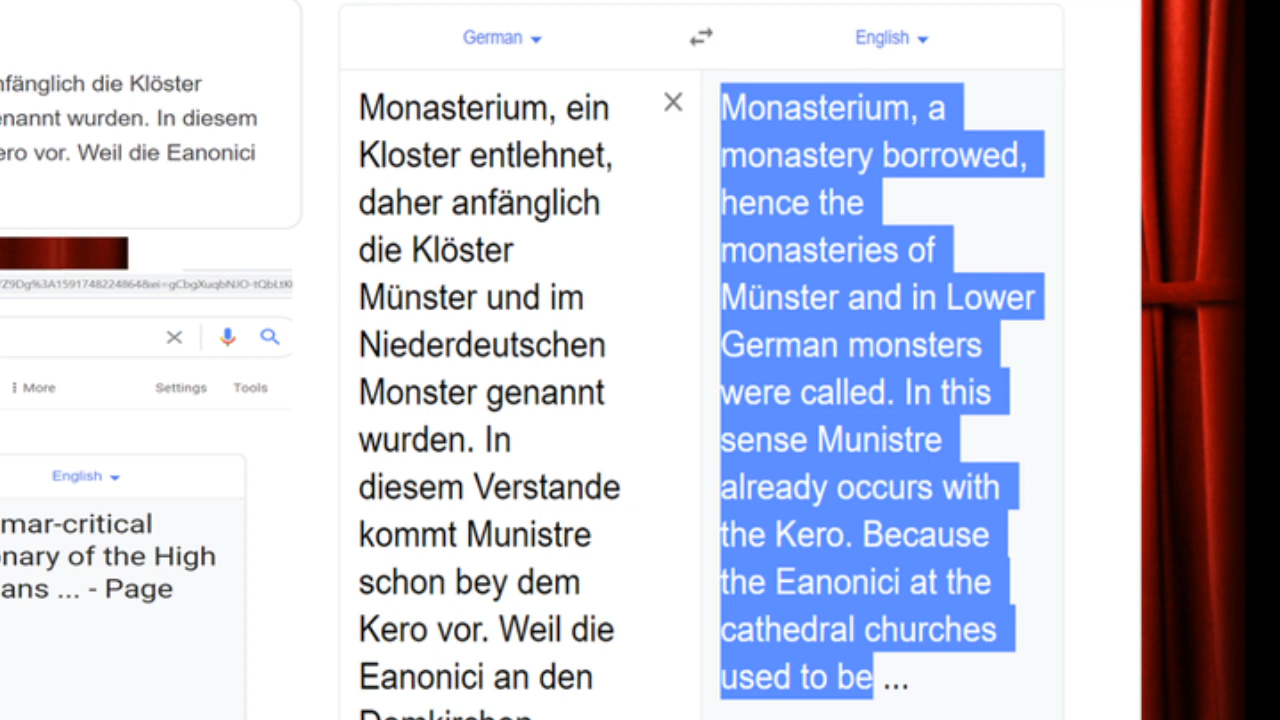 nfänglich die Klöster
enannt wurden. In diesem
ero vor. Weil die Eanonici
More
Settings
Tools
English
mar-critical
onary of the High
ans ... - Page
German
English
Monasterium, ein
Kloster entlehnet,
daher anfänglich
die Klöster
Münster und im
Niederdeutschen
Monster genannt
wurden. In
diesem Verstande
kommt Munistre
schon bey dem
Kero vor. Weil die
Eanonici an den
Domkirchen
Monasterium, a
monastery borrowed,
hence the
monasteries of
Münster and in Lower
German monsters
were called. In this
sense Munistre
already occurs with
the Kero. Because
the Eanonici at the
cathedral churches
used to be ...